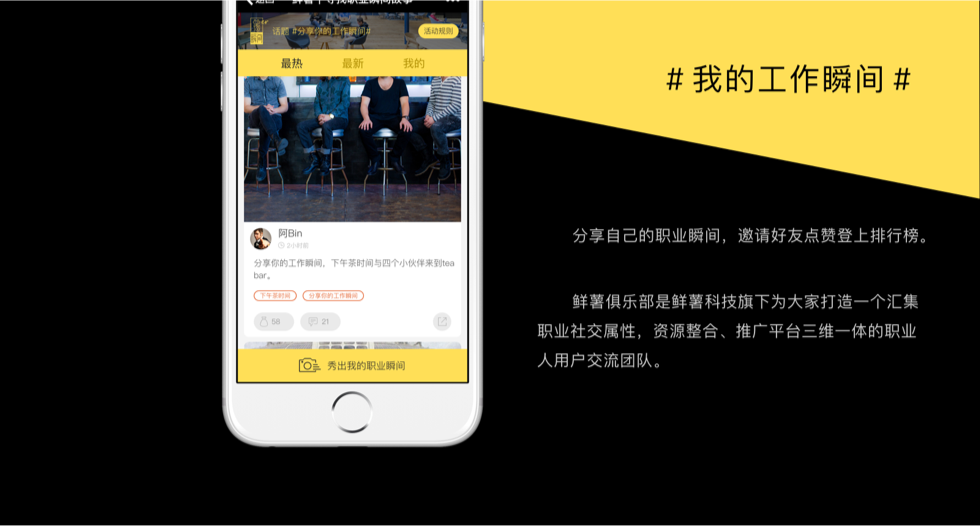 话题 #分享你的工作瞬间#
活动规则
最热 最新 我的
阿Bin
2小时前
分享你的工作瞬间，下午茶时间与四个小伙伴来到tea
bar。
下午茶时间 分享你的工作瞬间
58 21
秀出我的职业瞬间
# 我的工作瞬间 #
分享自己的职业瞬间，邀请好友点赞登上排行榜。
鲜薯俱乐部是鲜薯科技旗下为大家打造一个汇集
职业社交属性，资源整合、推广平台三维一体的职业
人用户交流团队。